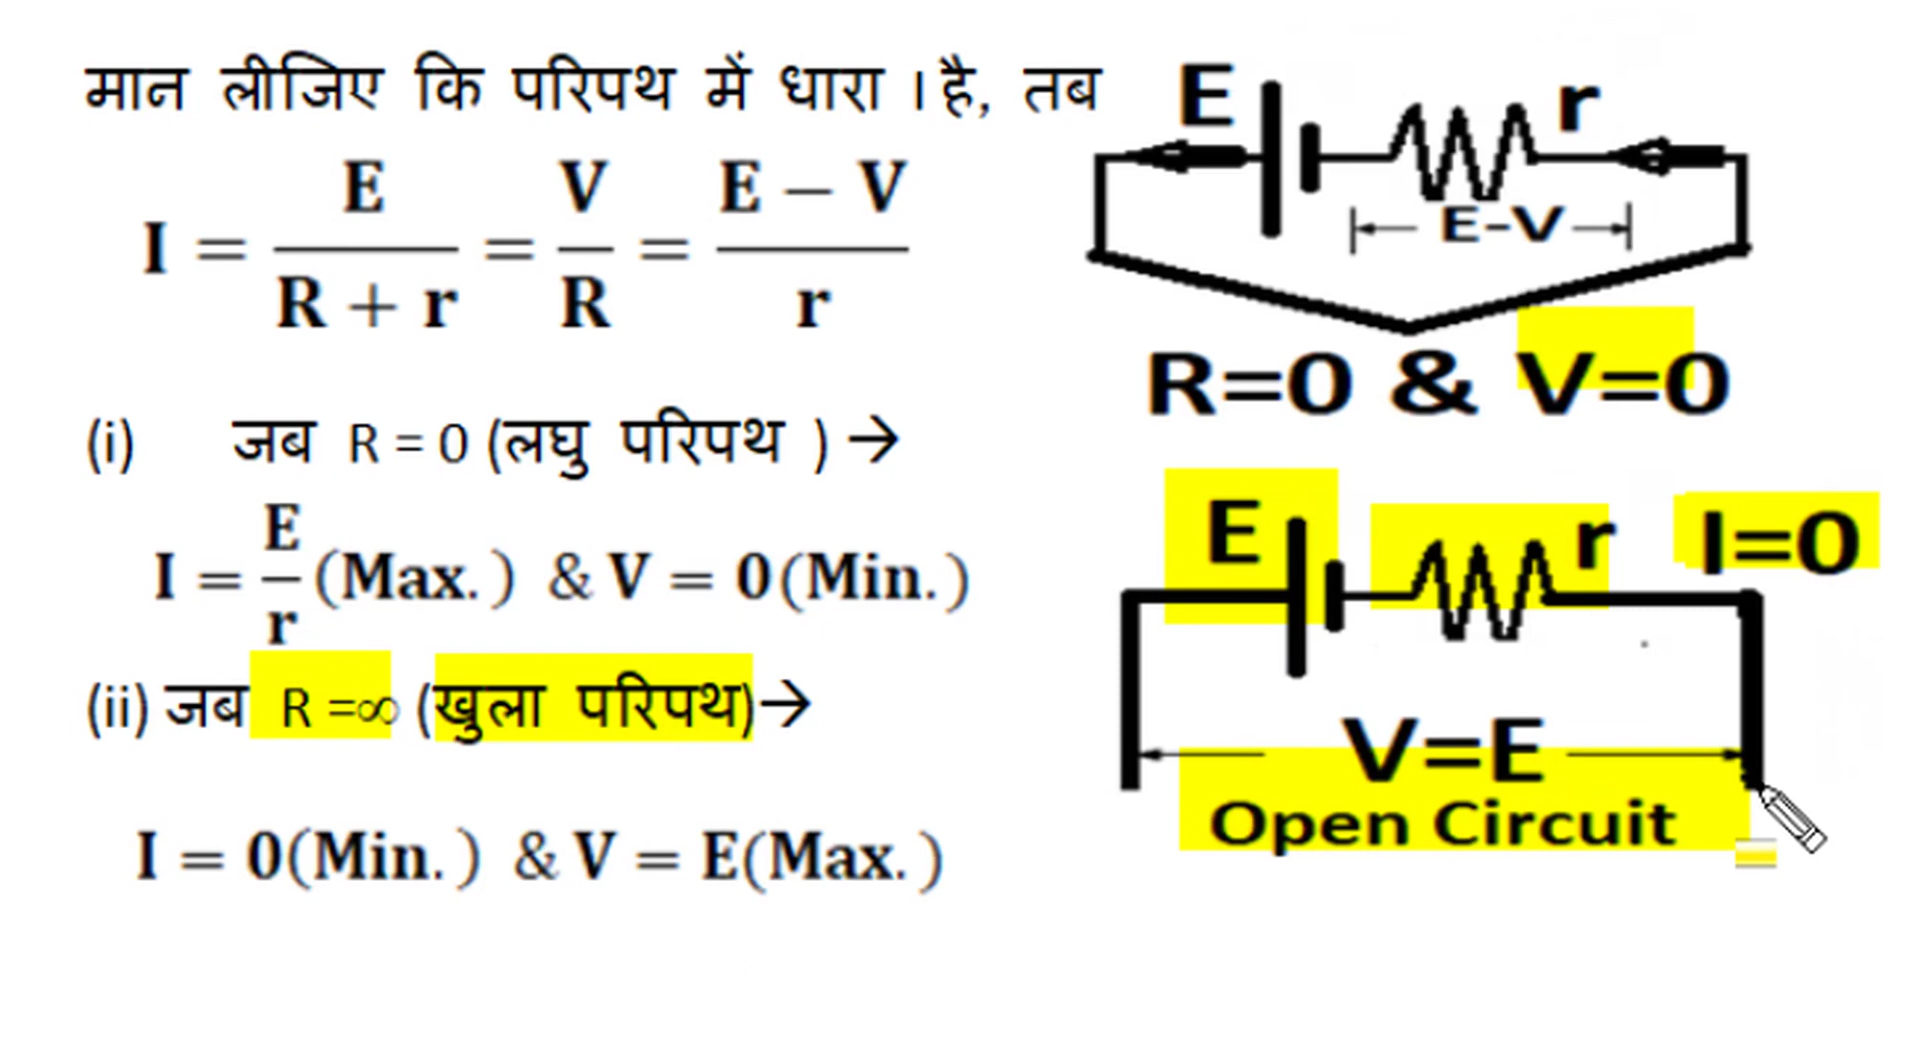 मान लीजिए कि परिपथ में धारा । है, तब
I = E/(R + r) = V/R = (E − V)/r
(i) जब R = 0 (लघु परिपथ ) →
I = E/r (Max.) & V = 0(Min.)
(ii) जब R =∞ (खुला परिपथ)→
I = 0(Min.) & V = E(Max.)
E r
E-V
R=0 & V=0
E r I=0
V=E
Open Circuit